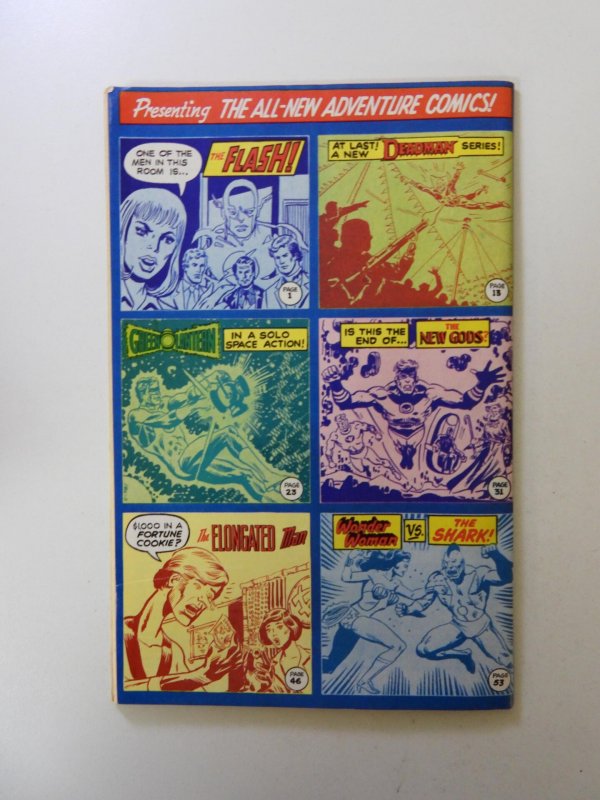 Presenting THE ALL-NEW ADVENTURE COMICS!
ONE OF THE
MEN IN THIS
ROOM IS...
THE FLASH!
PAGE
1
AT LAST!
A NEW
DEADMAN
SERIES!
PAGE
13
GREEN LANTERN
IN A SOLO
SPACE ACTION!
PAGE
23
IS THIS THE
END OF...
THE
NEW GODS?
PAGE
31
$1,000 IN A
FORTUNE
COOKIE?
The ELONGATED Man
PAGE
46
Wonder
Woman
VS.
THE
SHARK!
PAGE
53